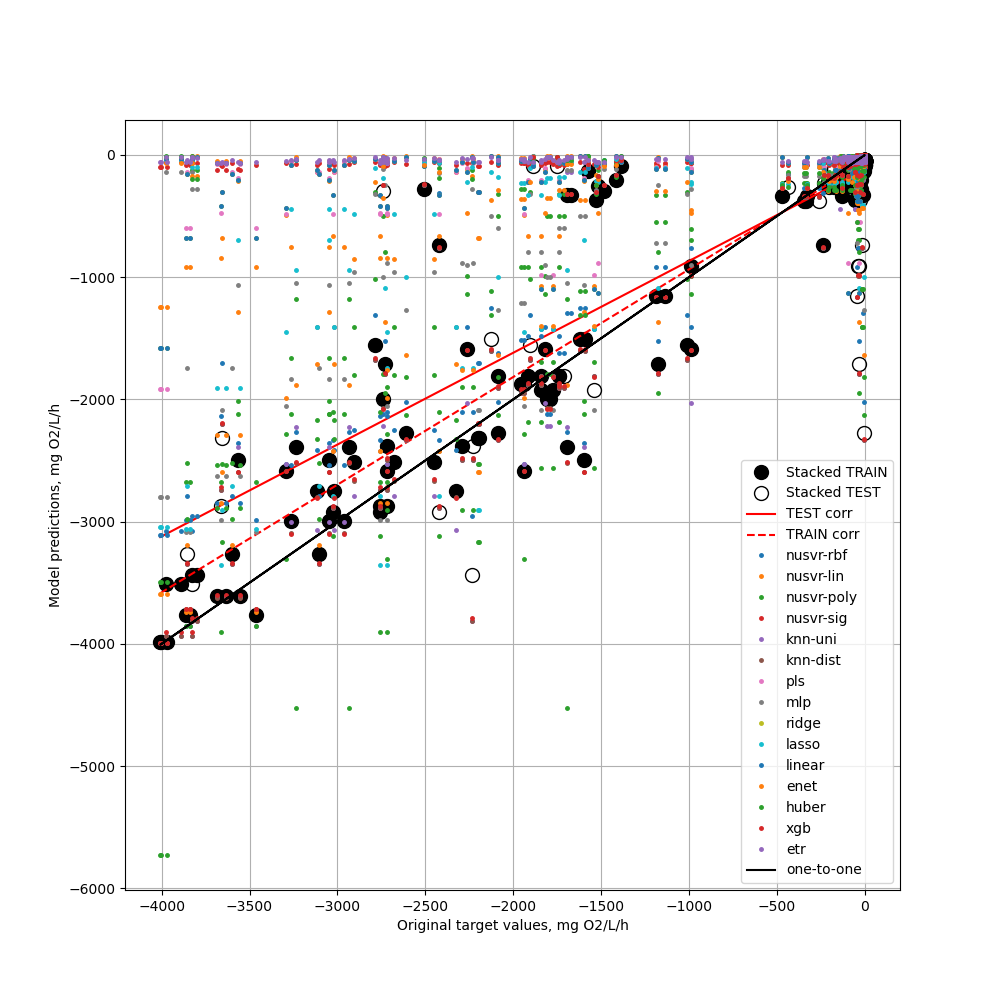 0
−1000
−2000
−3000
−4000
−5000
−6000
Model predictions, mg O2/L/h
−4000 −3500 −3000 −2500 −2000 −1500 −1000 −500 0
Original target values, mg O2/L/h
Stacked TRAIN
Stacked TEST
TEST corr
TRAIN corr
nusvr-rbf
nusvr-lin
nusvr-poly
nusvr-sig
knn-uni
knn-dist
pls
mlp
ridge
lasso
linear
enet
huber
xgb
etr
one-to-one